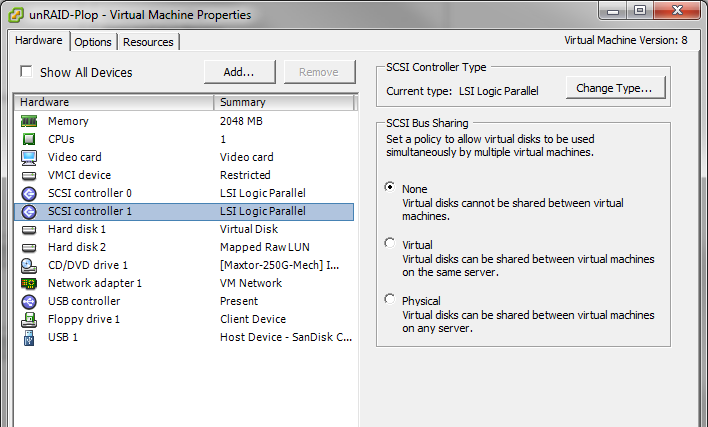 unRAID-Plop - Virtual Machine Properties
Hardware Options Resources Virtual Machine Version: 8
Show All Devices Add... Remove
Hardware Summary
Memory 2048 MB
CPUs 1
Video card Video card
VMCI device Restricted
SCSI controller 0 LSI Logic Parallel
SCSI controller 1 LSI Logic Parallel
Hard disk 1 Virtual Disk
Hard disk 2 Mapped Raw LUN
CD/DVD drive 1 [Maxtor-250G-Mech] I...
Network adapter 1 VM Network
USB controller Present
Floppy drive 1 Client Device
USB 1 Host Device - SanDisk C...
SCSI Controller Type
Current type: LSI Logic Parallel Change Type...
SCSI Bus Sharing
Set a policy to allow virtual disks to be used
simultaneously by multiple virtual machines.
None
Virtual disks cannot be shared between virtual
machines.
Virtual
Virtual disks can be shared between virtual machines
on the same server.
Physical
Virtual disks can be shared between virtual machines
on any server.